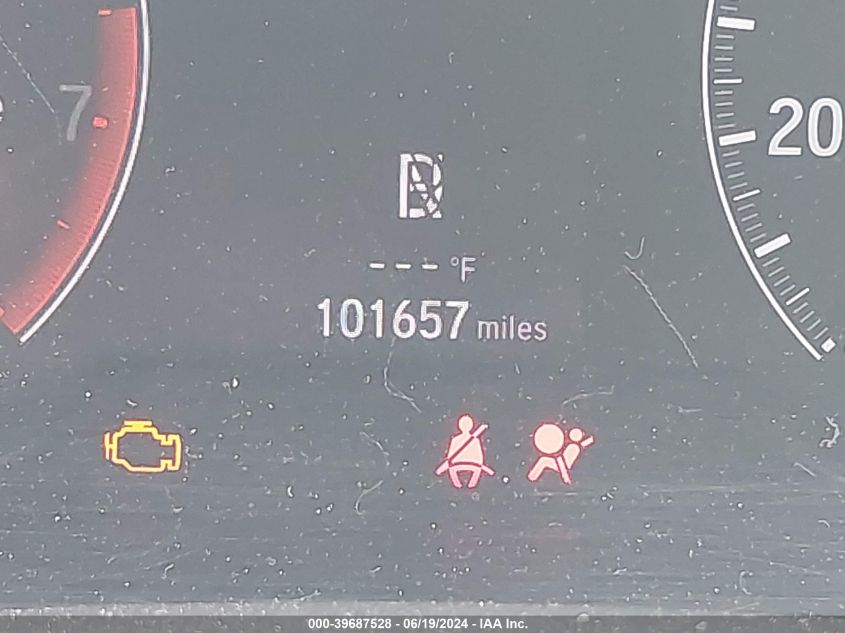 7
20
--- °F
101657 miles
000-39687528 - 06/19/2024 - IAA Inc.